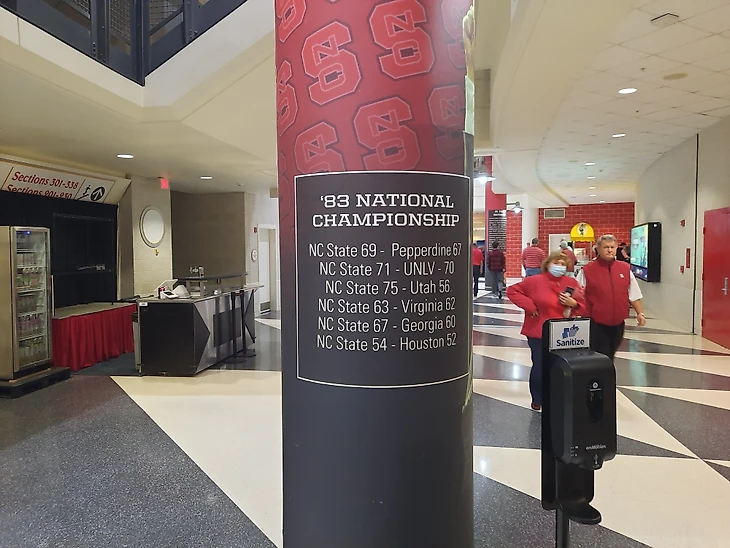 Sections 301-338
Sections 201-230
'83 NATIONAL
CHAMPIONSHIP
NC State 69 - Pepperdine 67
NC State 71 - UNLV - 70
NC State 75 - Utah 56
NC State 63 - Virginia 62
NC State 67 - Georgia 60
NC State 54 - Houston 52
Sanitize